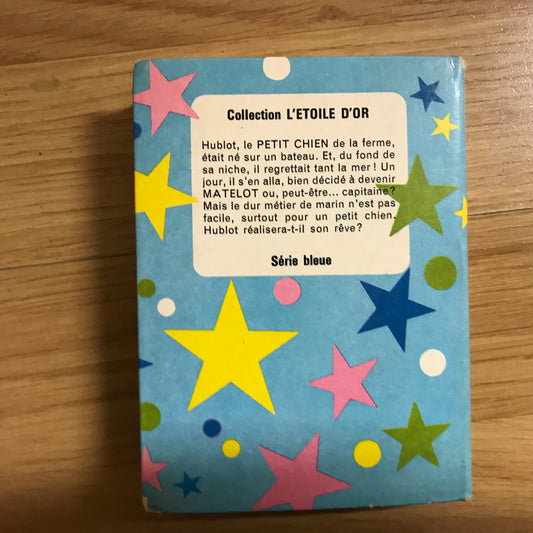 Collection L'ETOILE D'OR
Hublot, le PETIT CHIEN de la ferme,
était né sur un bateau. Et, du fond de
sa niche, il regrettait tant la mer ! Un
jour, il s'en alla, bien décidé à devenir
MATELOT ou, peut-être... capitaine ?
Mais le dur métier de marin n'est pas
facile, surtout pour un petit chien.
Hublot réalisera-t-il son rêve ?
Série bleue